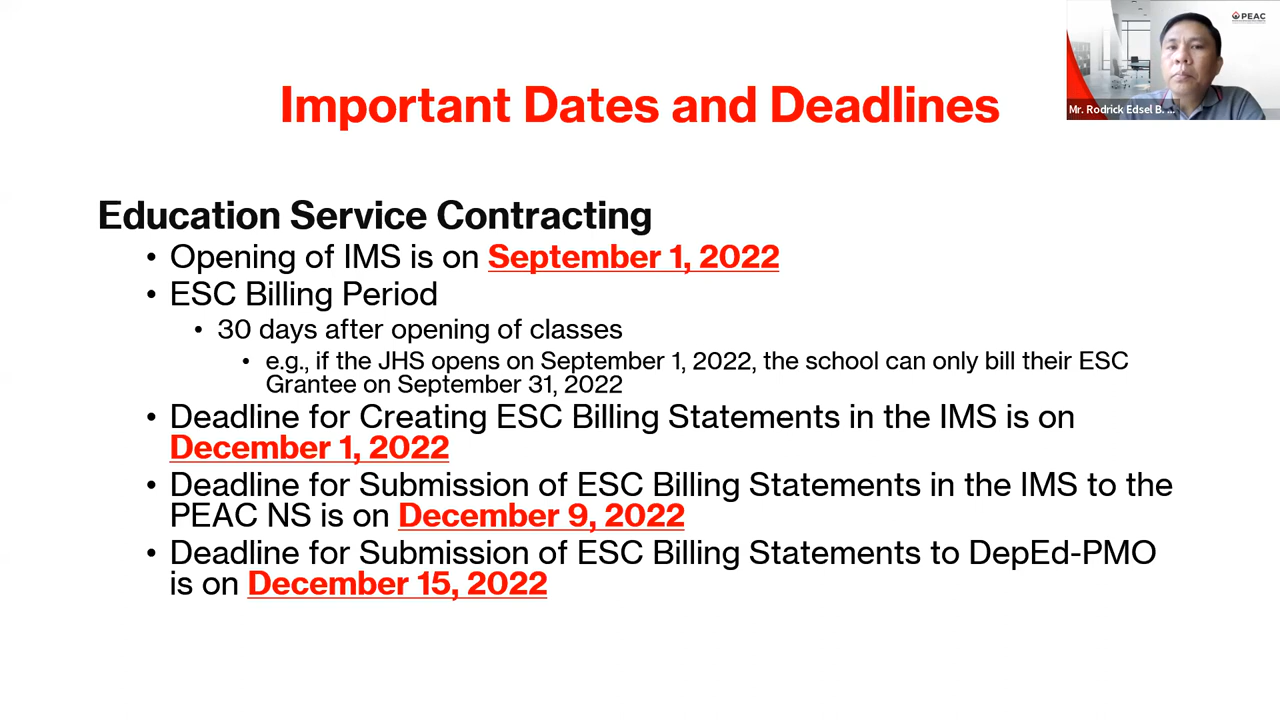 PEAC
Mr. Rodrick Edsel B. ...
Important Dates and Deadlines
Education Service Contracting
• Opening of IMS is on September 1, 2022
• ESC Billing Period
• 30 days after opening of classes
• e.g., if the JHS opens on September 1, 2022, the school can only bill their ESC
Grantee on September 31, 2022
• Deadline for Creating ESC Billing Statements in the IMS is on
December 1, 2022
• Deadline for Submission of ESC Billing Statements in the IMS to the
PEAC NS is on December 9, 2022
• Deadline for Submission of ESC Billing Statements to DepEd-PMO
is on December 15, 2022